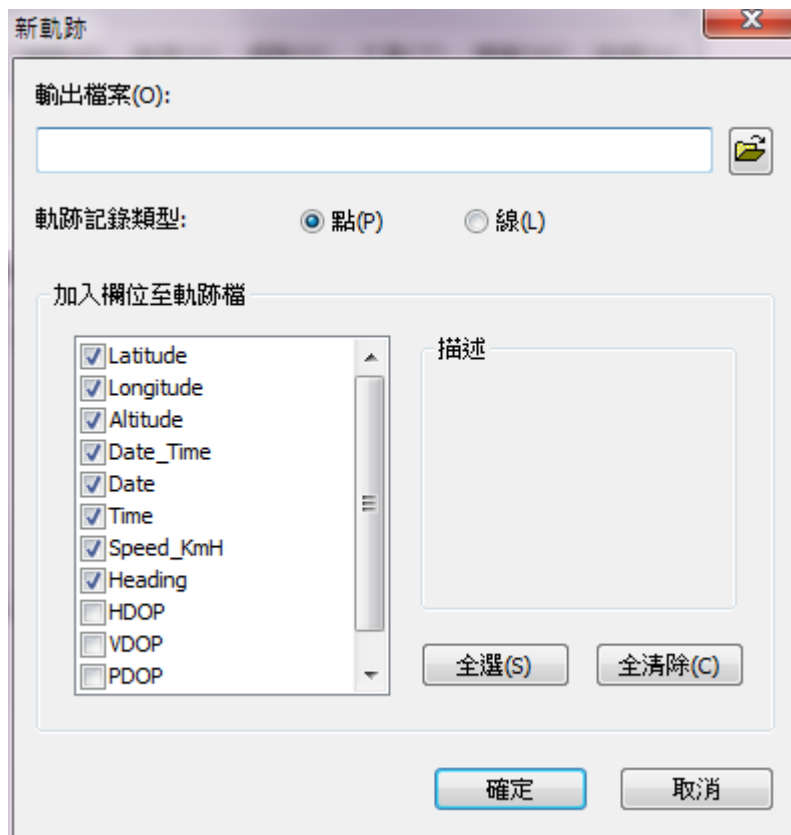 新軌跡
輸出檔案(O):
軌跡記錄類型: 點(P) 線(L)
加入欄位至軌跡檔
Latitude
Longitude
Altitude
Date_Time
Date
Time
Speed_KmH
Heading
HDOP
VDOP
PDOP
描述
全選(S) 全清除(C)
確定 取消